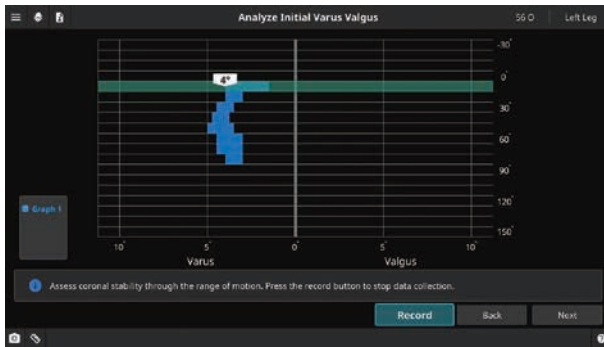 Analyze Initial Varus Valgus
56 O
Left Leg
4°
-30°
0°
30°
60°
90°
120°
150°
Graph 1
10° 5° 0° 5° 10°
Varus Valgus
Assess coronal stability through the range of motion. Press the record button to stop data collection.
Record Back Next